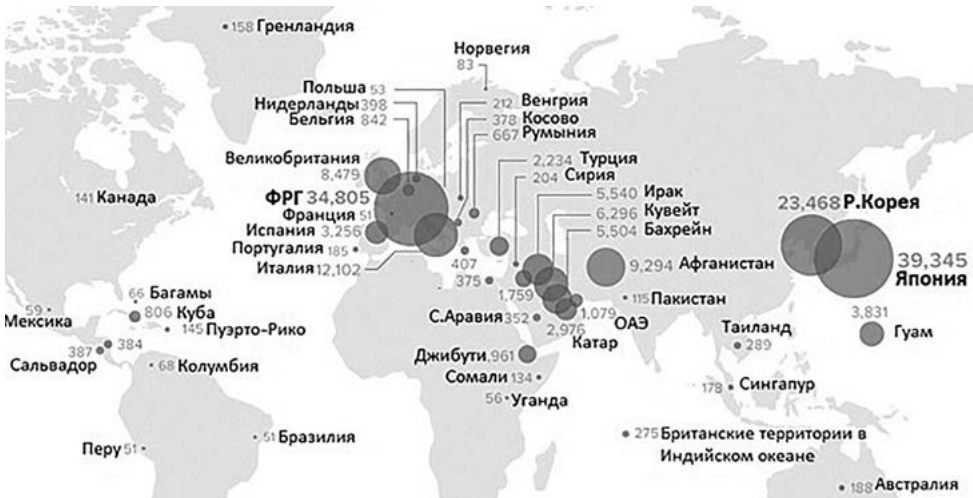 158 Гренландия
Норвегия
83
Польша 53
Нидерланды 398
Бельгия 842
212 Венгрия
378 Косово
667 Румыния
Великобритания
8,479
2,234 Турция
204 Сирия
141 Канада
ФРГ 34,805
5,540 Ирак
23,468 Р.Корея
Франция 51
6,296 Кувейт
Испания 3,256
5,504 Бахрейн
Португалия 185
Италия 12,102
407
375
9,294 Афганистан
39,345
Япония
66 Багамы
1,759
115 Пакистан
59
Мексика
806 Куба
С.Аравия 352
1,079
ОАЭ
3,831
Гуам
145 Пуэрто-Рико
2,976
Катар
Таиланд
289
387
384
Сальвадор
Джибути ,961
68 Колумбия
Сомали 134
178 Сингапур
56 Уганда
Перу 51
51 Бразилия
275 Британские территории в
Индийском океане
188 Австралия